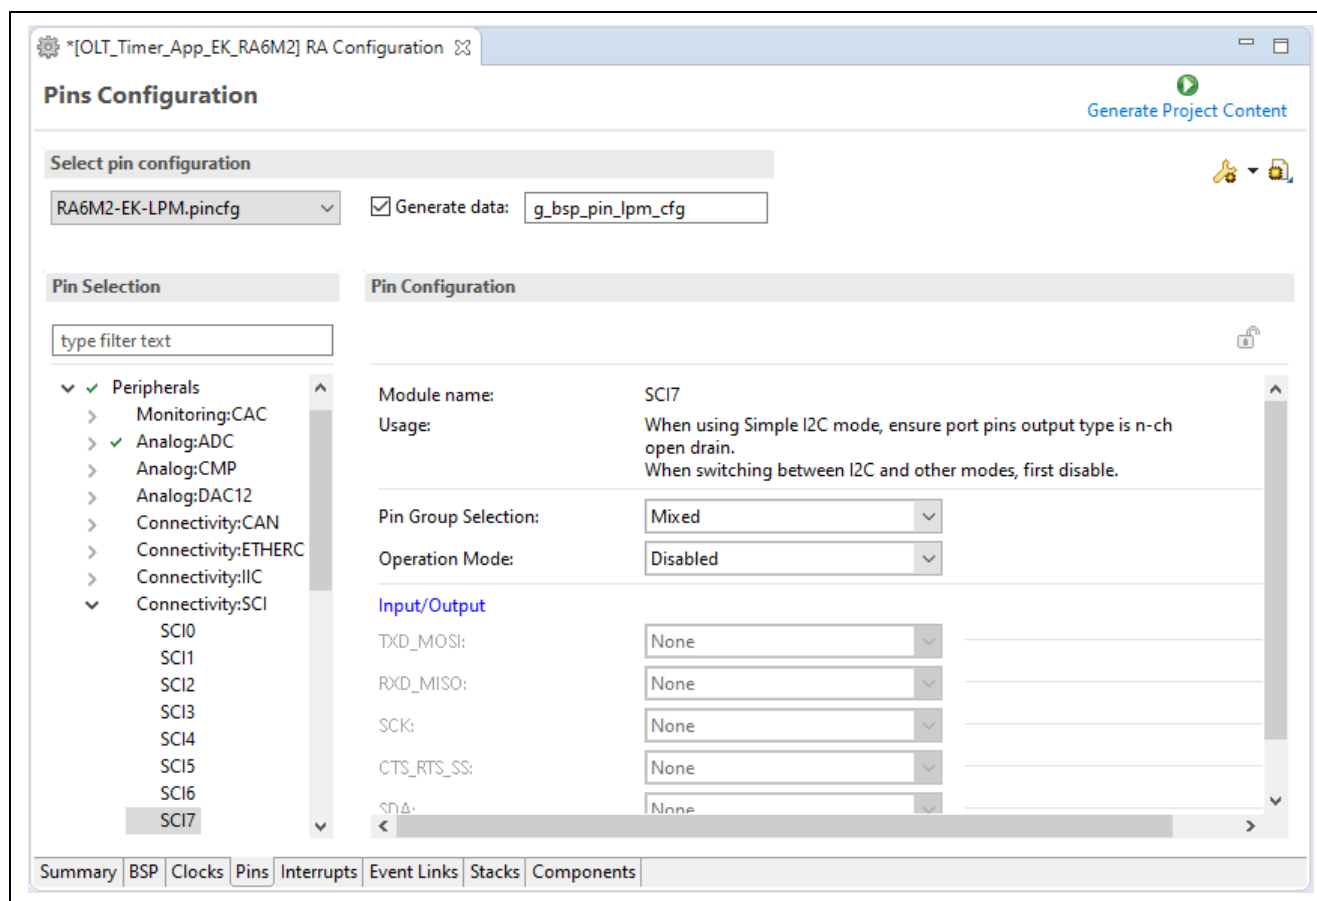 *[OLT_Timer_App_EK_RA6M2] RA Configuration
Pins Configuration
Generate Project Content
Select pin configuration
RA6M2-EK-LPM.pincfg
Generate data:
g_bsp_pin_lpm_cfg
Pin Selection
Pin Configuration
type filter text
Peripherals
Monitoring:CAC
Analog:ADC
Analog:CMP
Analog:DAC12
Connectivity:CAN
Connectivity:ETHERC
Connectivity:IIC
Connectivity:SCI
SCI0
SCI1
SCI2
SCI3
SCI4
SCI5
SCI6
SCI7
Module name: SCI7
Usage: When using Simple I2C mode, ensure port pins output type is n-ch
open drain.
When switching between I2C and other modes, first disable.
Pin Group Selection: Mixed
Operation Mode: Disabled
Input/Output
TXD_MOSI: None
RXD_MISO: None
SCK: None
CTS_RTS_SS: None
SDA: None
Summary BSP Clocks Pins Interrupts Event Links Stacks Components